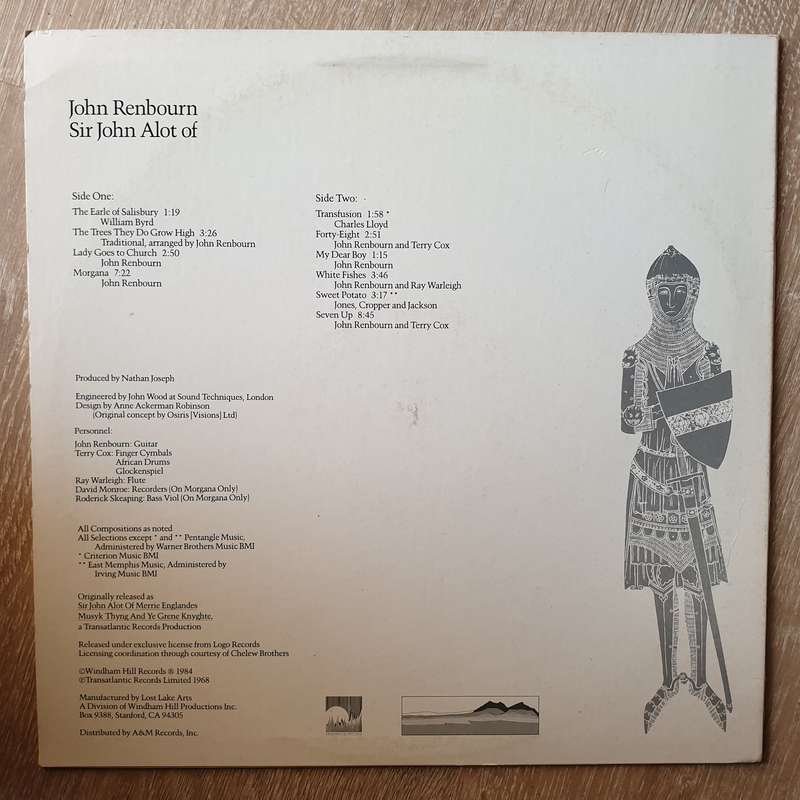 John Renbourn
Sir John Alot of
Side One:
The Earle of Salisbury 1:19
William Byrd
The Trees They Do Grow High 3:26
Traditional, arranged by John Renbourn
Lady Goes to Church 2:50
John Renbourn
Morgana 7:22
John Renbourn
Side Two:
Transfusion 1:58 *
Charles Lloyd
Forty-Eight 2:51
John Renbourn and Terry Cox
My Dear Boy 1:15
John Renbourn
White Fishes 3:46
John Renbourn and Ray Warleigh
Sweet Potato 3:17 **
Jones, Cropper and Jackson
Seven Up 8:45
John Renbourn and Terry Cox
Produced by Nathan Joseph
Engineered by John Wood at Sound Techniques, London
Design by Anne Ackerman Robinson
(Original concept by Osiris [Visions] Ltd)
Personnel:
John Renbourn: Guitar
Terry Cox: Finger Cymbals
African Drums
Glockenspiel
Ray Warleigh: Flute
David Monroe: Recorders (On Morgana Only)
Roderick Skeaping: Bass Viol (On Morgana Only)
All Compositions as noted
All Selections except * and ** Pentangle Music,
Administered by Warner Brothers Music BMI
* Criterion Music BMI
** East Memphis Music, Administered by
Irving Music BMI
Originally released as
Sir John Alot Of Merrie Englandes
Musyk Thyng And Ye Grene Knyghte,
a Transatlantic Records Production
Released under exclusive license from Logo Records
Licensing coordination through courtesy of Chelew Brothers
©Windham Hill Records ® 1984
℗Transatlantic Records Limited 1968
Manufactured by Lost Lake Arts
A Division of Windham Hill Productions Inc.
Box 9388, Stanford, CA 94305
Distributed by A&M Records, Inc.